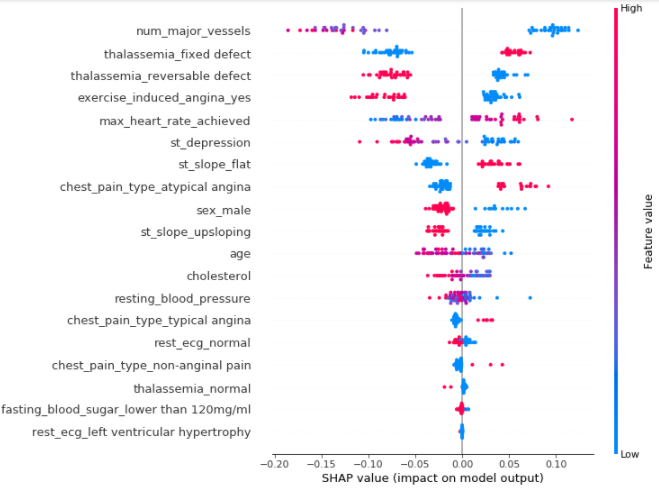 High
num_major_vessels
thalassemia_fixed defect
thalassemia_reversable defect
exercise_induced_angina_yes
max_heart_rate_achieved
st_depression
st_slope_flat
chest_pain_type_atypical angina
sex_male
st_slope_upsloping
age
cholesterol
resting_blood_pressure
chest_pain_type_typical angina
rest_ecg_normal
chest_pain_type_non-anginal pain
thalassemia_normal
fasting_blood_sugar_lower than 120mg/ml
rest_ecg_left ventricular hypertrophy
Feature value
Low
−0.20 −0.15 −0.10 −0.05 0.00 0.05 0.10
SHAP value (impact on model output)